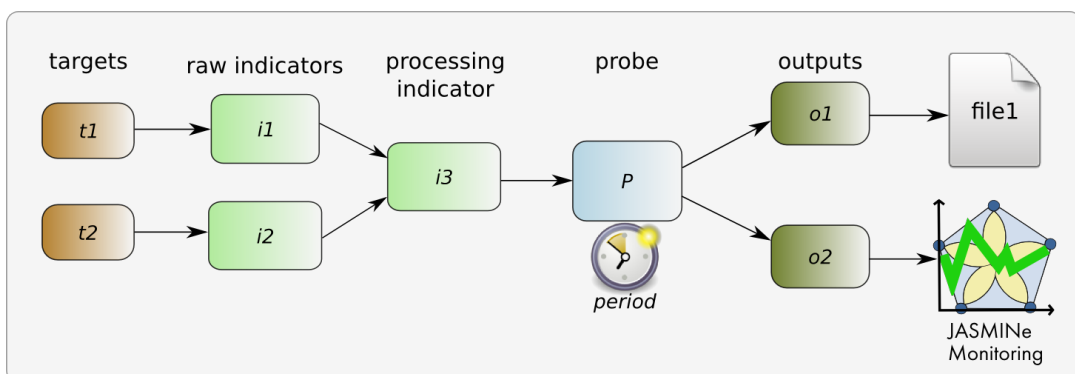 targets
raw indicators
processing
indicator
probe
outputs
t1
i1
i3
P
o1
file1
t2
i2
o2
period
JASMINe
Monitoring